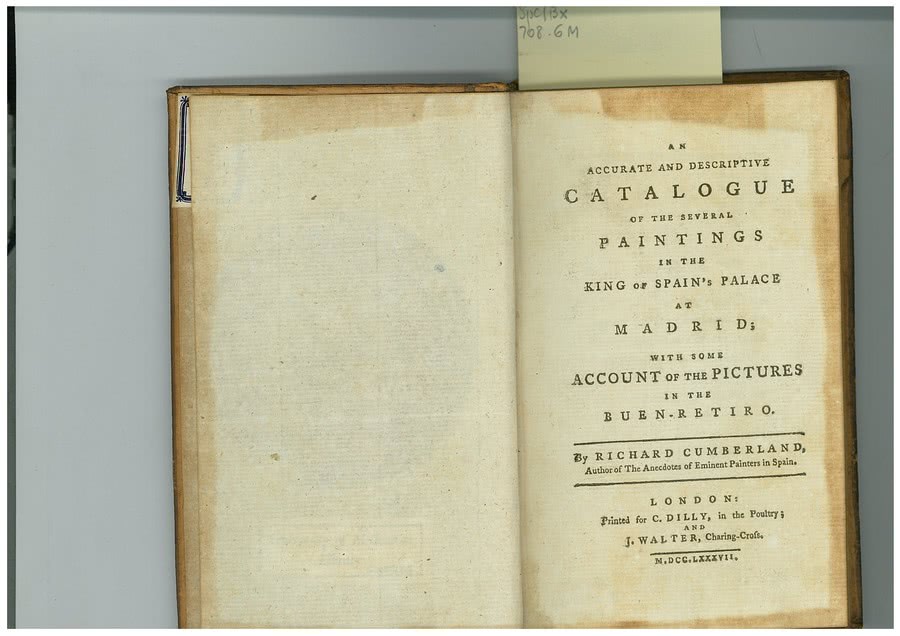 Spc/Bx
708.6M
AN
ACCURATE AND DESCRIPTIVE
CATALOGUE
OF THE SEVERAL
PAINTINGS
IN THE
KING OF SPAIN's PALACE
AT
MADRID;
WITH SOME
ACCOUNT OF THE PICTURES
IN THE
BUEN-RETIRO.
By RICHARD CUMBERLAND,
Author of The Anecdotes of Eminent Painters in Spain.
LONDON:
Printed for C. DILLY, in the Poultry;
AND
J. WALTER, Charing-Croſs.
M.DCC.LXXXVII.